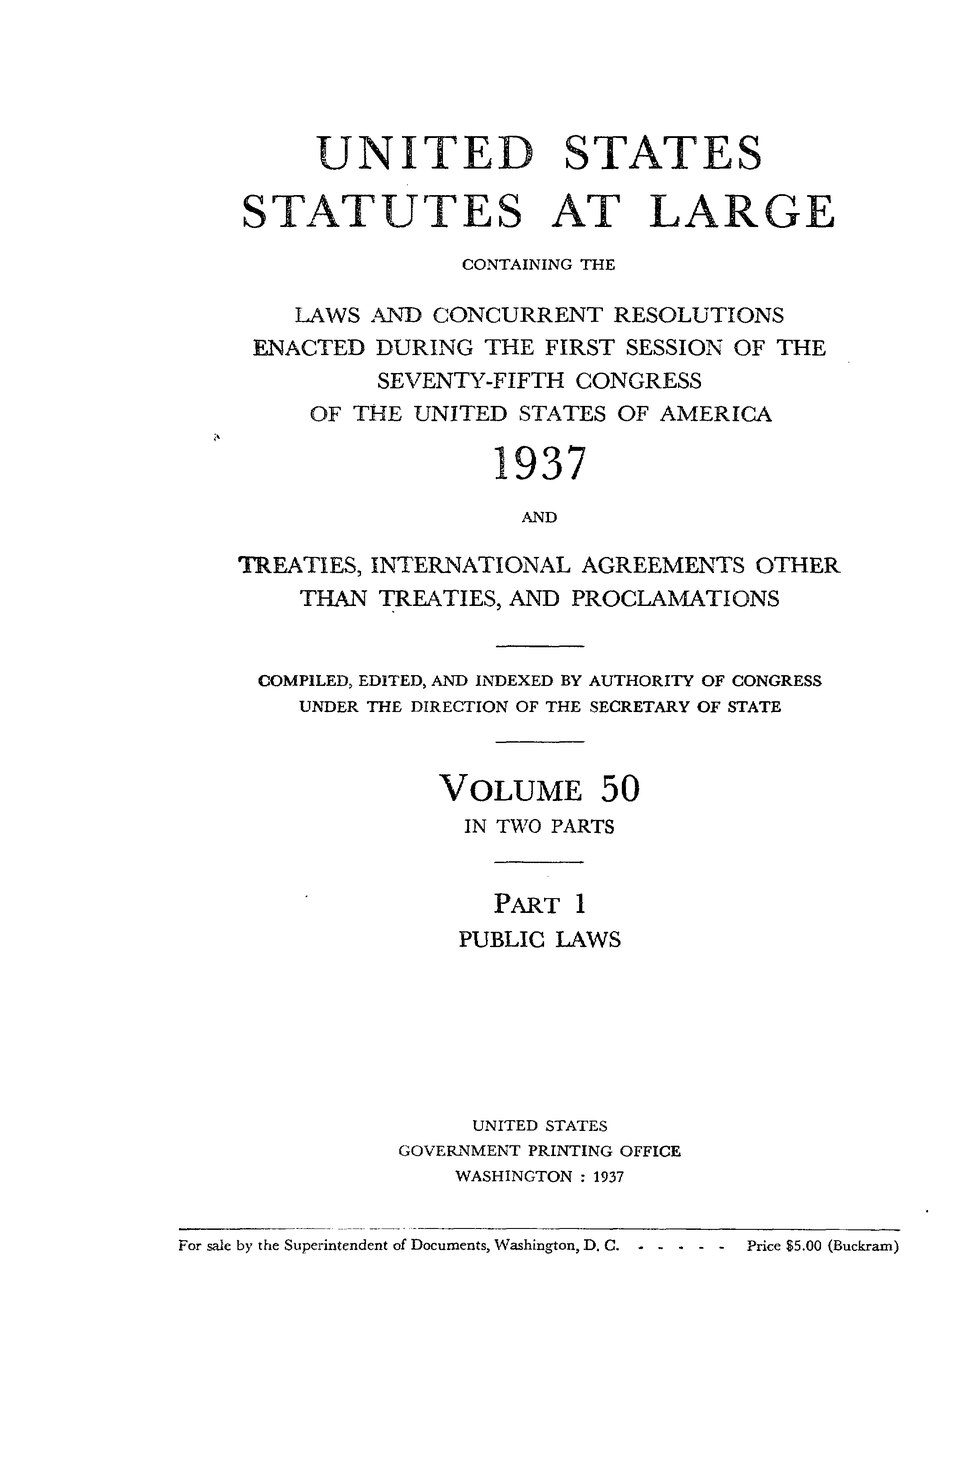 UNITED STATES
STATUTES AT LARGE
CONTAINING THE
LAWS AND CONCURRENT RESOLUTIONS
ENACTED DURING THE FIRST SESSION OF THE
SEVENTY-FIFTH CONGRESS
OF THE UNITED STATES OF AMERICA
1937
AND
TREATIES, INTERNATIONAL AGREEMENTS OTHER
THAN TREATIES, AND PROCLAMATIONS
COMPILED, EDITED, AND INDEXED BY AUTHORITY OF CONGRESS
UNDER THE DIRECTION OF THE SECRETARY OF STATE
VOLUME 50
IN TWO PARTS
PART 1
PUBLIC LAWS
UNITED STATES
GOVERNMENT PRINTING OFFICE
WASHINGTON : 1937
For sale by the Superintendent of Documents, Washington, D. C. - - - - - - Price $5.00 (Buckram)